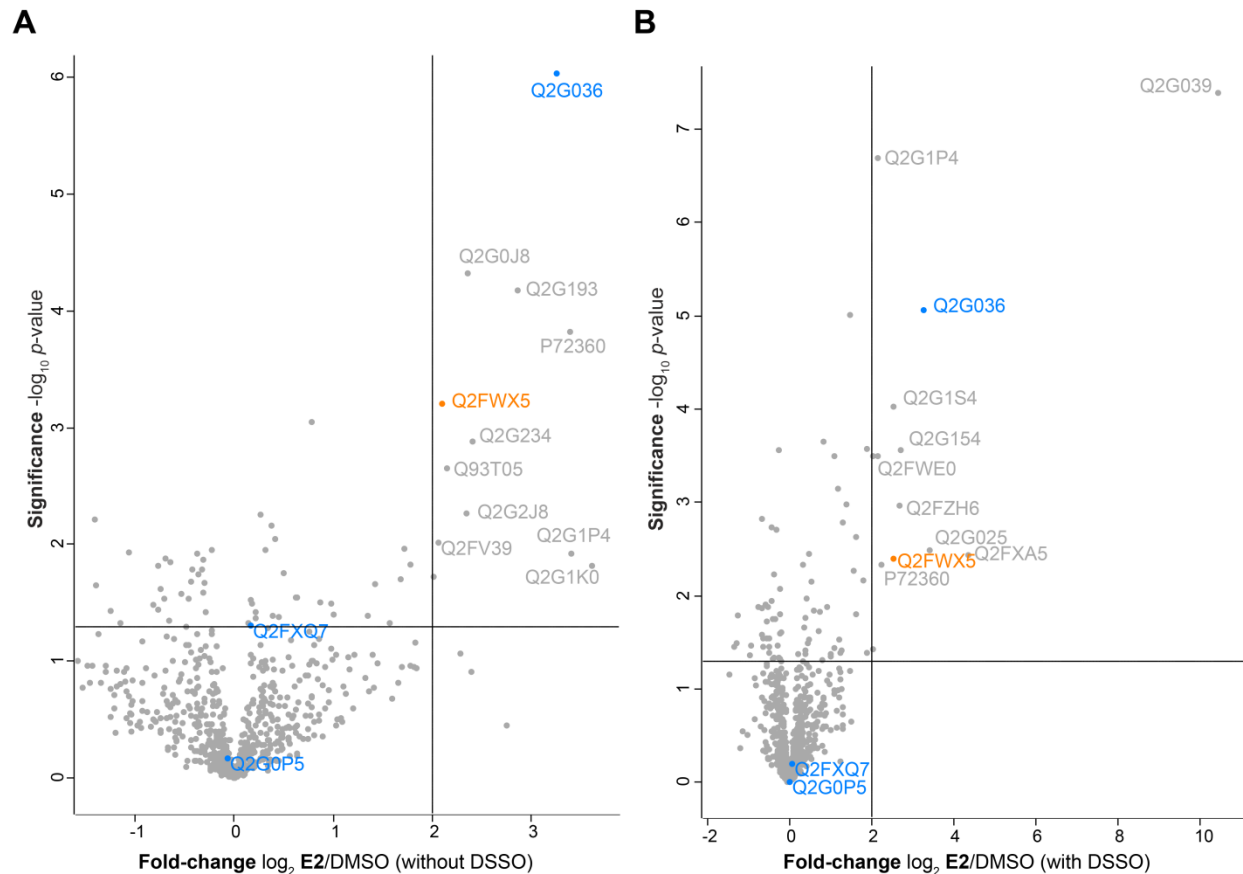 A
B
6
5
4
3
2
1
0
Significance -log10 p-value
Q2G036
Q2G0J8
Q2G193
P72360
Q2FWX5
Q2G234
Q93T05
Q2G2J8
Q2G1P4
Q2FV39
Q2G1K0
Q2FXQ7
Q2G0P5
-1
0
1
2
3
Fold-change log2 E2/DMSO (without DSSO)
7
6
5
4
3
2
1
0
Significance -log10 p-value
Q2G039
Q2G1P4
Q2G036
Q2G1S4
Q2G154
Q2FWE0
Q2FZH6
Q2G025
Q2FXA5
Q2FWX5
P72360
Q2FXQ7
Q2G0P5
-2
0
2
4
6
8
10
Fold-change log2 E2/DMSO (with DSSO)